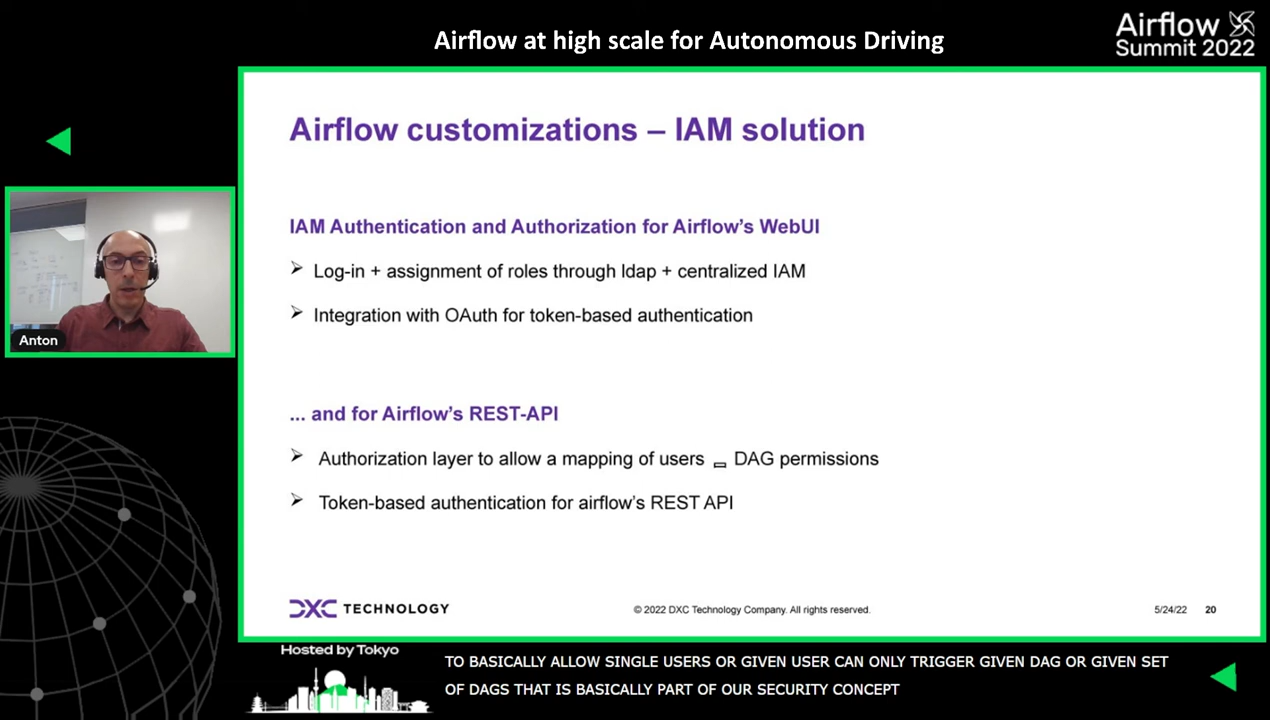 Airflow at high scale for Autonomous Driving
Airflow
Summit 2022
Airflow customizations – IAM solution
IAM Authentication and Authorization for Airflow's WebUI
Log-in + assignment of roles through ldap + centralized IAM
Integration with OAuth for token-based authentication
... and for Airflow's REST-API
Authorization layer to allow a mapping of users DAG permissions
Token-based authentication for airflow's REST API
Anton
DXC TECHNOLOGY
© 2022 DXC Technology Company. All rights reserved.
5/24/22 20
Hosted by Tokyo
TO BASICALLY ALLOW SINGLE USERS OR GIVEN USER CAN ONLY TRIGGER GIVEN DAG OR GIVEN SET
OF DAGS THAT IS BASICALLY PART OF OUR SECURITY CONCEPT